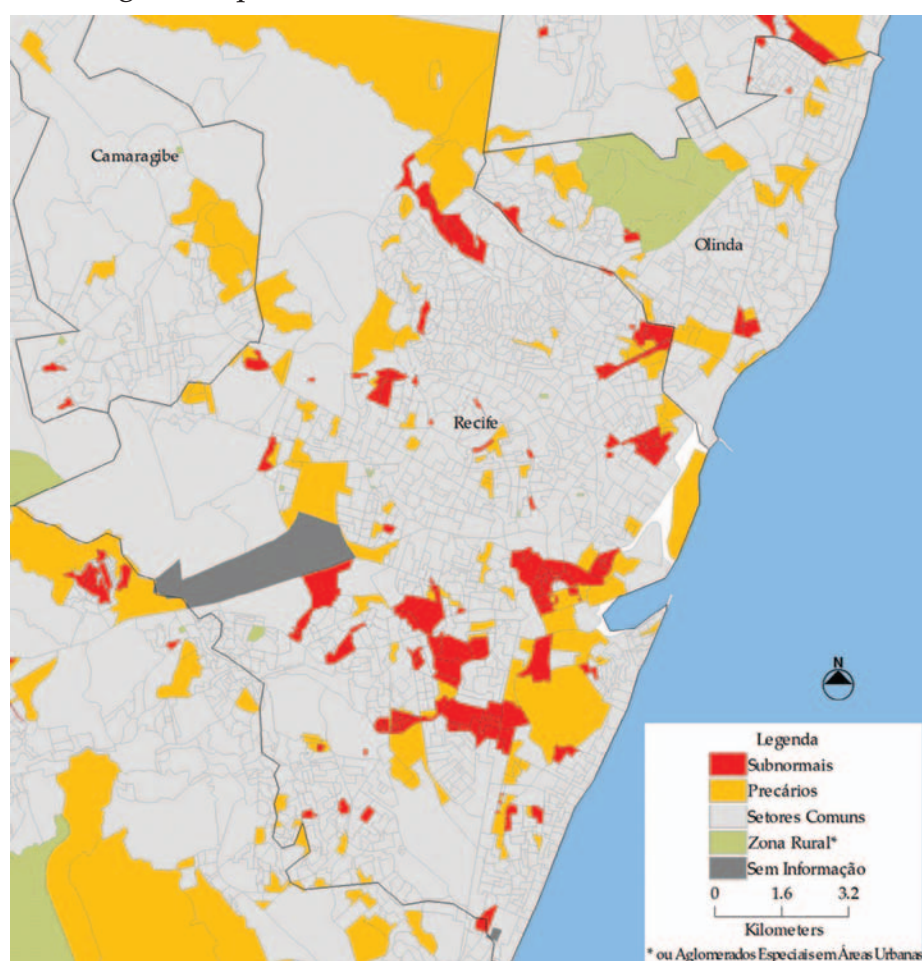 Camaragibe
Olinda
Recife
N
Legenda
Subnormais
Precários
Setores Comuns
Zona Rural*
Sem Informação
0 1.6 3.2
Kilometers
* ou Aglomerados Especiais em Áreas Urbanas